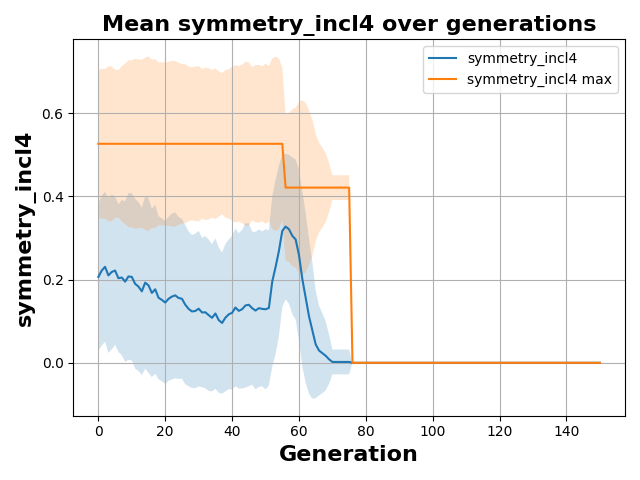 Mean symmetry_incl4 over generations
symmetry_incl4
symmetry_incl4 max
symmetry_incl4
0.6
0.4
0.2
0.0
0 20 40 60 80 100 120 140
Generation